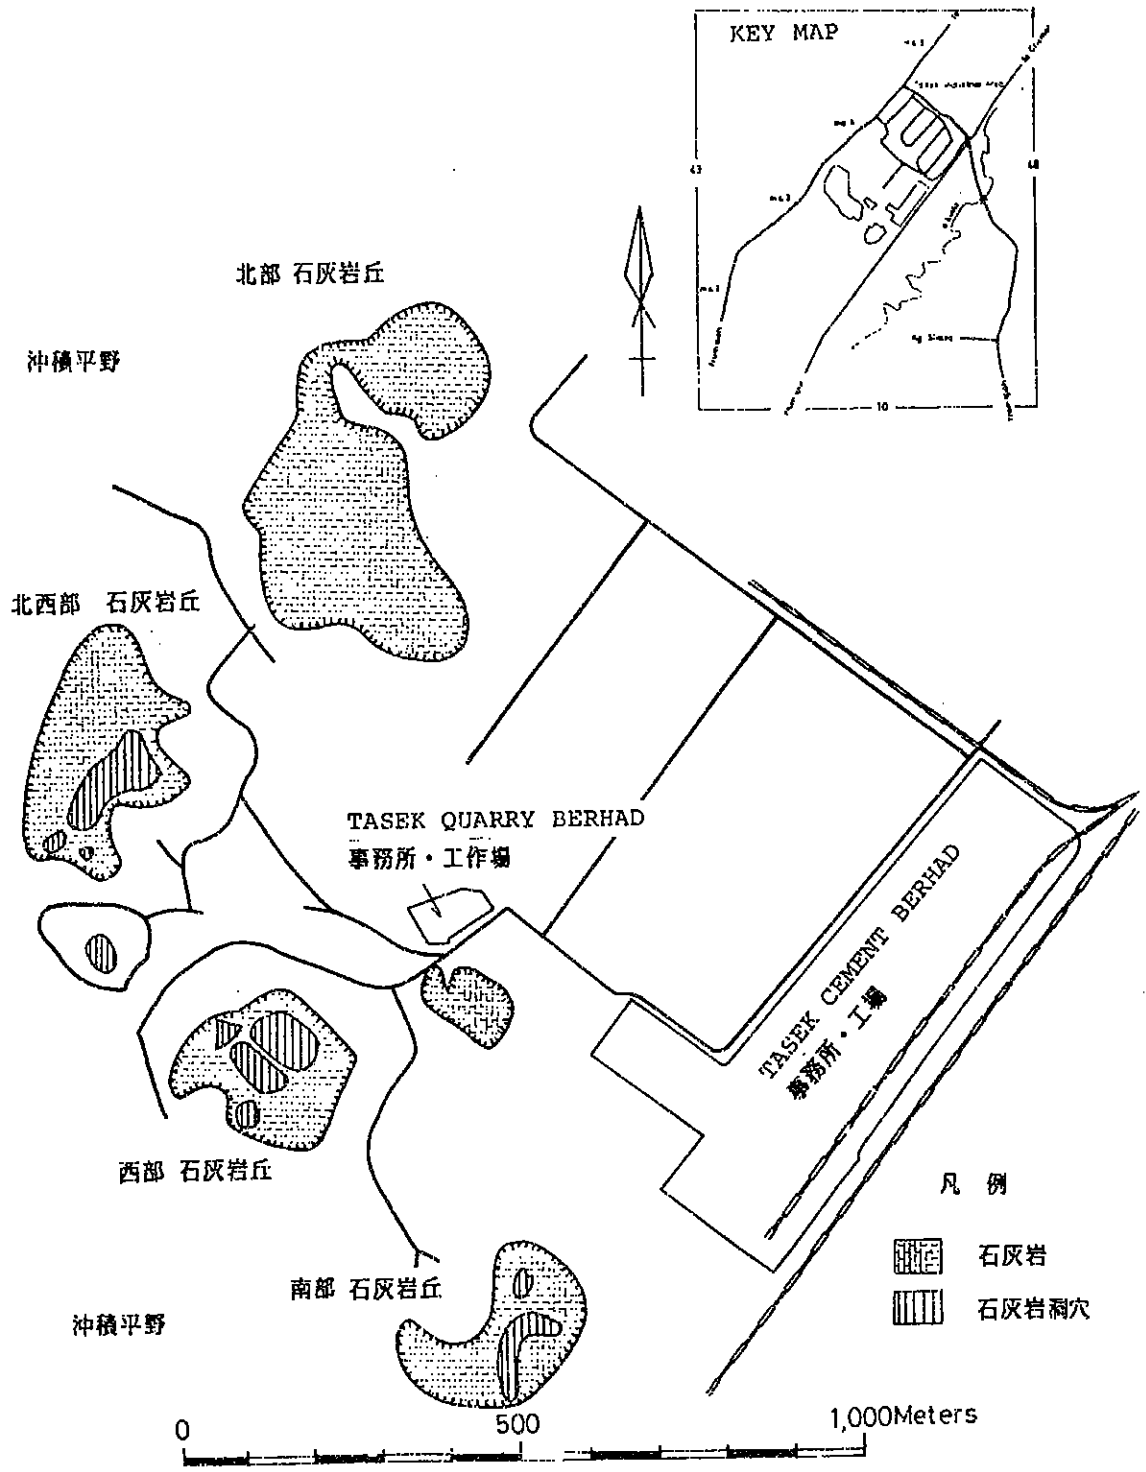 KEY MAP
43
48
10
北部 石灰岩丘
沖積平野
北西部 石灰岩丘
TASEK QUARRY BERHAD
事務所・工作場
TASEK CEMENT BERHAD
事務所・工場
西部 石灰岩丘
凡 例
石灰岩
石灰岩洞穴
南部 石灰岩丘
沖積平野
0
500
1,000Meters